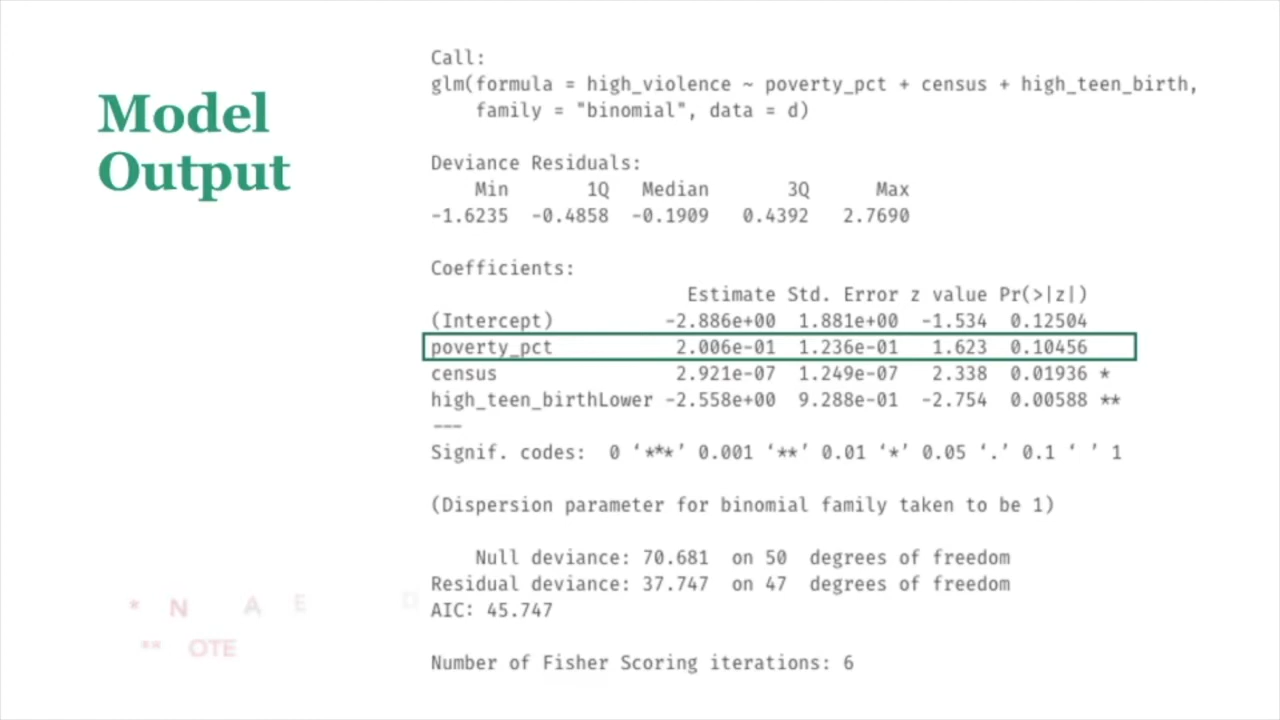 Model
Output
Call:
glm(formula = high_violence ~ poverty_pct + census + high_teen_birth,
    family = "binomial", data = d)
Deviance Residuals:
    Min       1Q   Median       3Q      Max
-1.6235  -0.4858  -0.1909   0.4392   2.7690
Coefficients:
                       Estimate Std. Error z value Pr(>|z|)
(Intercept)          -2.886e+00  1.881e+00  -1.534  0.12504
poverty_pct           2.006e-01  1.236e-01   1.623  0.10456
census                2.921e-07  1.249e-07   2.338  0.01936 *
high_teen_birthLower -2.558e+00  9.288e-01  -2.754  0.00588 **
---
Signif. codes:  0 ‘***’ 0.001 ‘**’ 0.01 ‘*’ 0.05 ‘.’ 0.1 ‘ ’ 1
(Dispersion parameter for binomial family taken to be 1)
    Null deviance: 70.681  on 50  degrees of freedom
Residual deviance: 37.747  on 47  degrees of freedom
AIC: 45.747
Number of Fisher Scoring iterations: 6